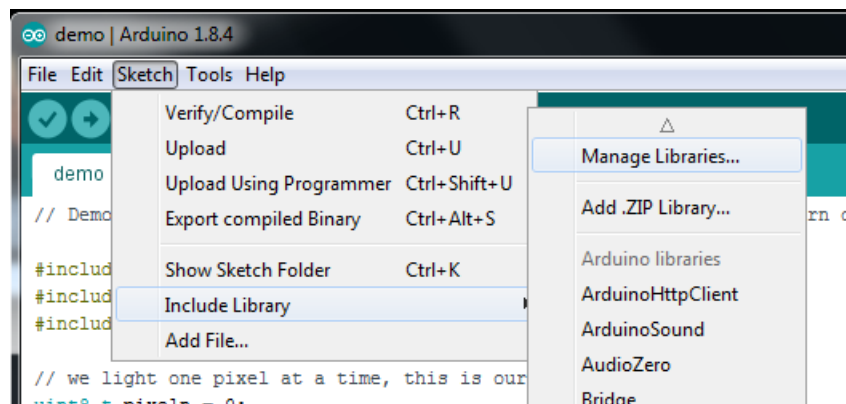 demo | Arduino 1.8.4
File Edit Sketch Tools Help
Verify/Compile Ctrl+R
Upload Ctrl+U
Upload Using Programmer Ctrl+Shift+U
Export compiled Binary Ctrl+Alt+S
Show Sketch Folder Ctrl+K
Include Library
Add File...
Manage Libraries...
Add .ZIP Library...
Arduino libraries
ArduinoHttpClient
ArduinoSound
AudioZero
Bridge
demo
// Demo
#includ
#includ
#includ
// we light one pixel at a time, this is our
uint8_t pixeln = 0;